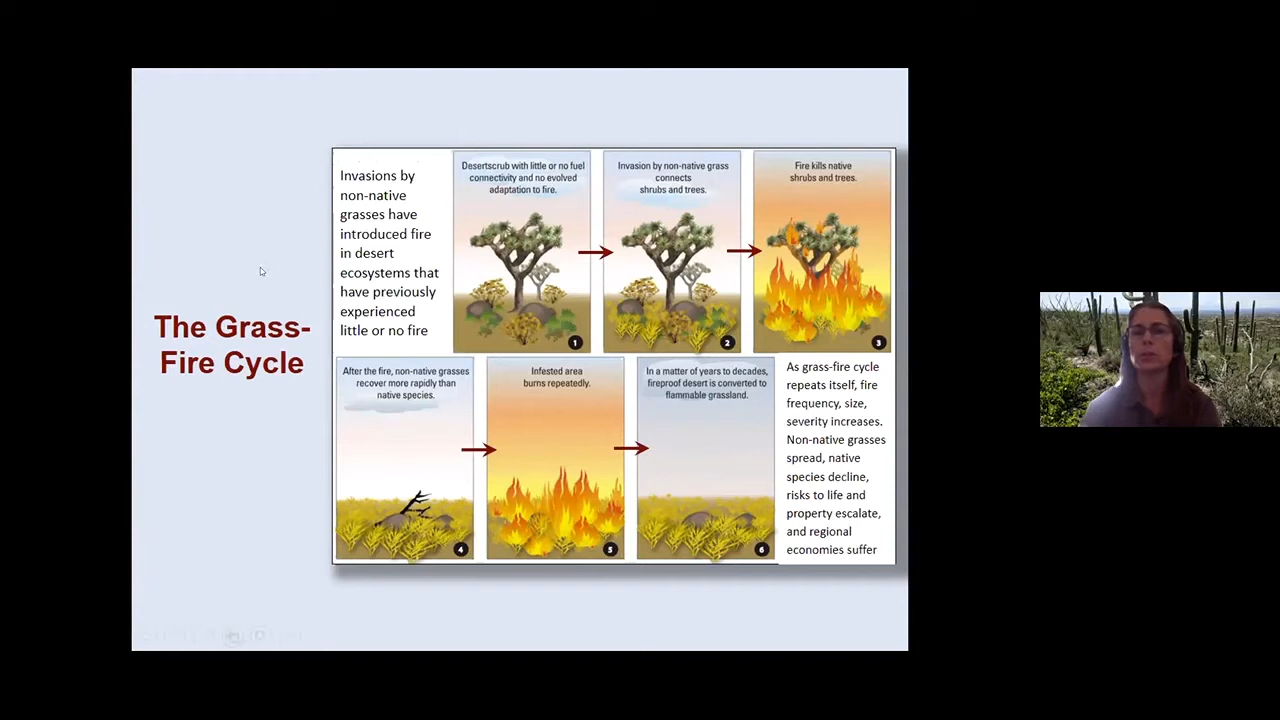 The Grass-
Fire Cycle
Invasions by
non-native
grasses have
introduced fire
in desert
ecosystems that
have previously
experienced
little or no fire
Desertscrub with little or no fuel
connectivity and no evolved
adaptation to fire.
1
Invasion by non-native grass
connects
shrubs and trees.
2
Fire kills native
shrubs and trees.
3
After the fire, non-native grasses
recover more rapidly than
native species.
4
Infested area
burns repeatedly.
5
In a matter of years to decades,
fireproof desert is converted to
flammable grassland.
6
As grass-fire cycle
repeats itself, fire
frequency, size,
severity increases.
Non-native grasses
spread, native
species decline,
risks to life and
property escalate,
and regional
economies suffer